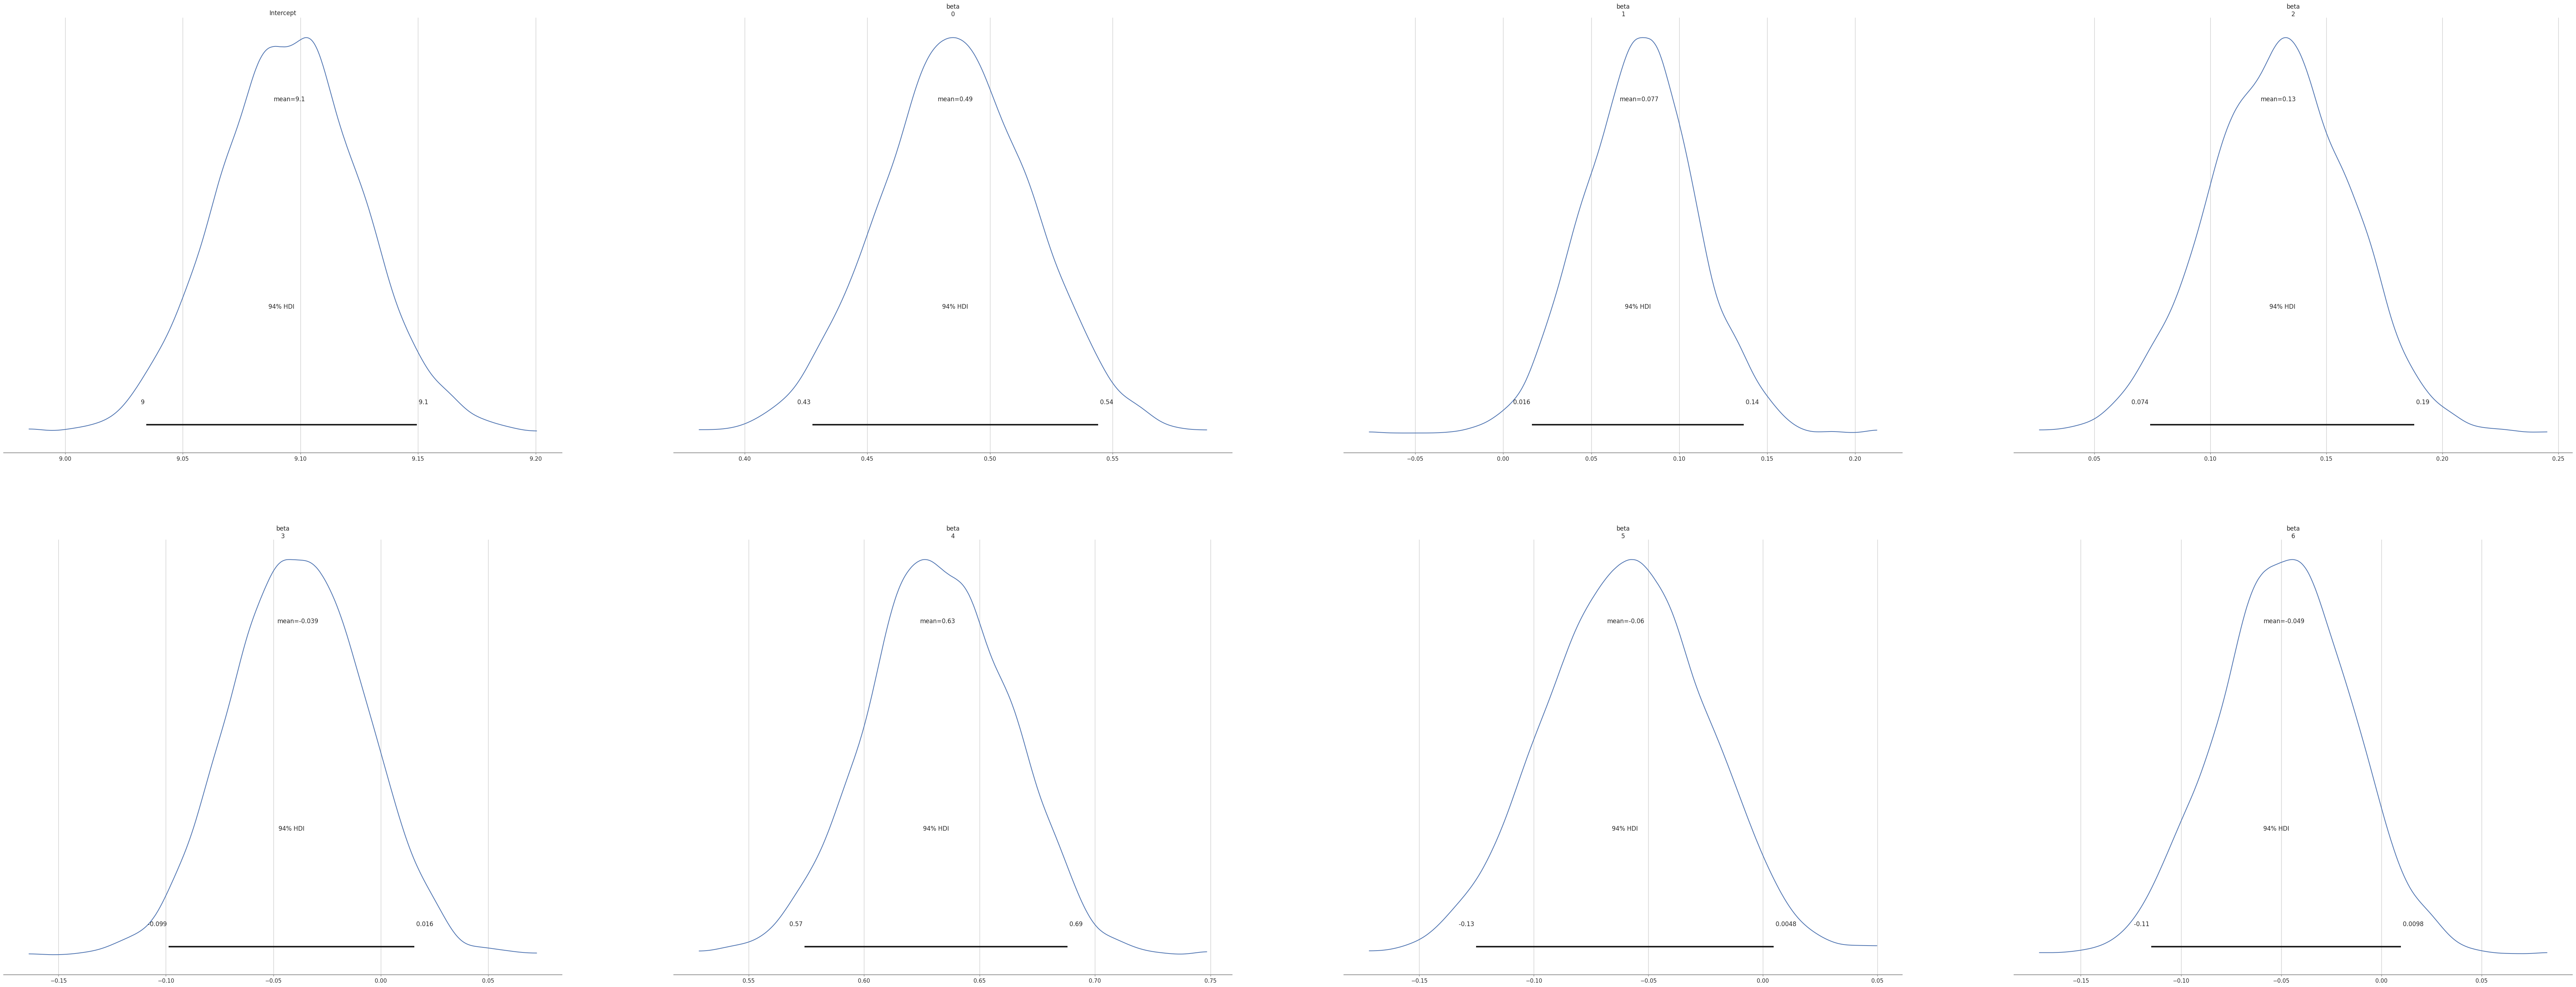 Intercept
mean=9.1
94% HDI
9
9.1
9.00
9.05
9.10
9.15
9.20
beta
0
mean=0.49
94% HDI
0.43
0.54
0.40
0.45
0.50
0.55
beta
1
mean=0.077
94% HDI
0.016
0.14
−0.05
0.00
0.05
0.10
0.15
0.20
beta
2
mean=0.13
94% HDI
0.074
0.19
0.05
0.10
0.15
0.20
0.25
beta
3
mean=-0.039
94% HDI
-0.099
0.016
−0.15
−0.10
−0.05
0.00
0.05
beta
4
mean=0.63
94% HDI
0.57
0.69
0.55
0.60
0.65
0.70
0.75
beta
5
mean=-0.06
94% HDI
-0.13
0.0048
−0.15
−0.10
−0.05
0.00
0.05
beta
6
mean=-0.049
94% HDI
-0.11
0.0098
−0.15
−0.10
−0.05
0.00
0.05